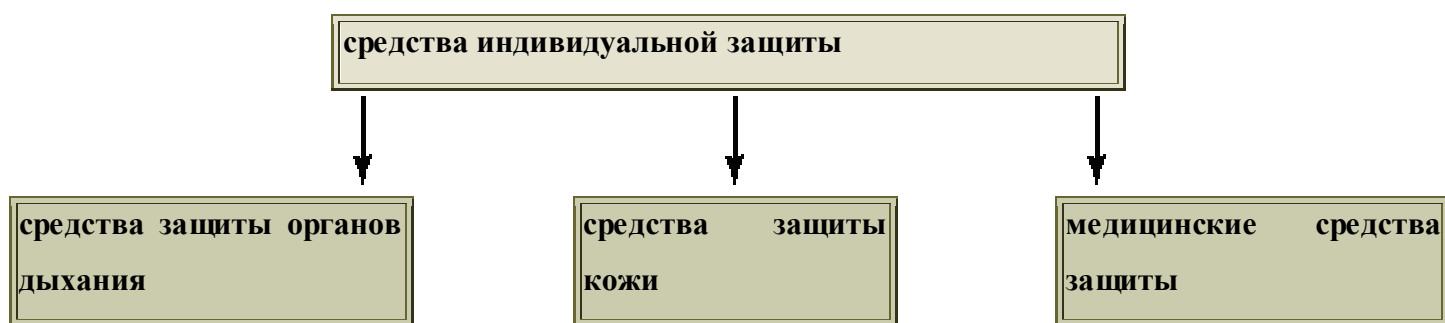 средства индивидуальной защиты
средства защиты органов
дыхания
средства защиты
кожи
медицинские средства
защиты